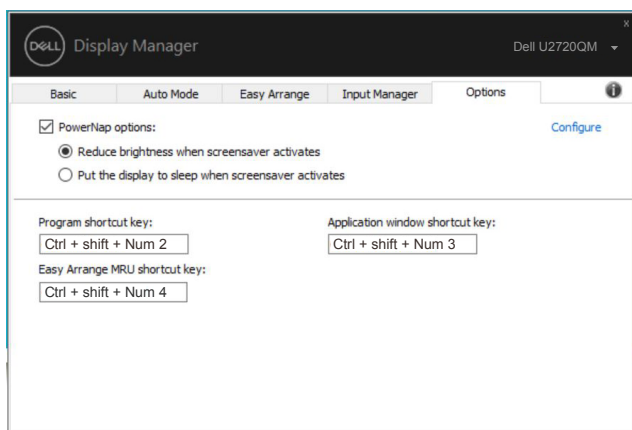 x
DELL Display Manager
Dell U2720QM
Basic Auto Mode Easy Arrange Input Manager Options
PowerNap options:
Configure
Reduce brightness when screensaver activates
Put the display to sleep when screensaver activates
Program shortcut key:
Application window shortcut key:
Ctrl + shift + Num 2
Ctrl + shift + Num 3
Easy Arrange MRU shortcut key:
Ctrl + shift + Num 4